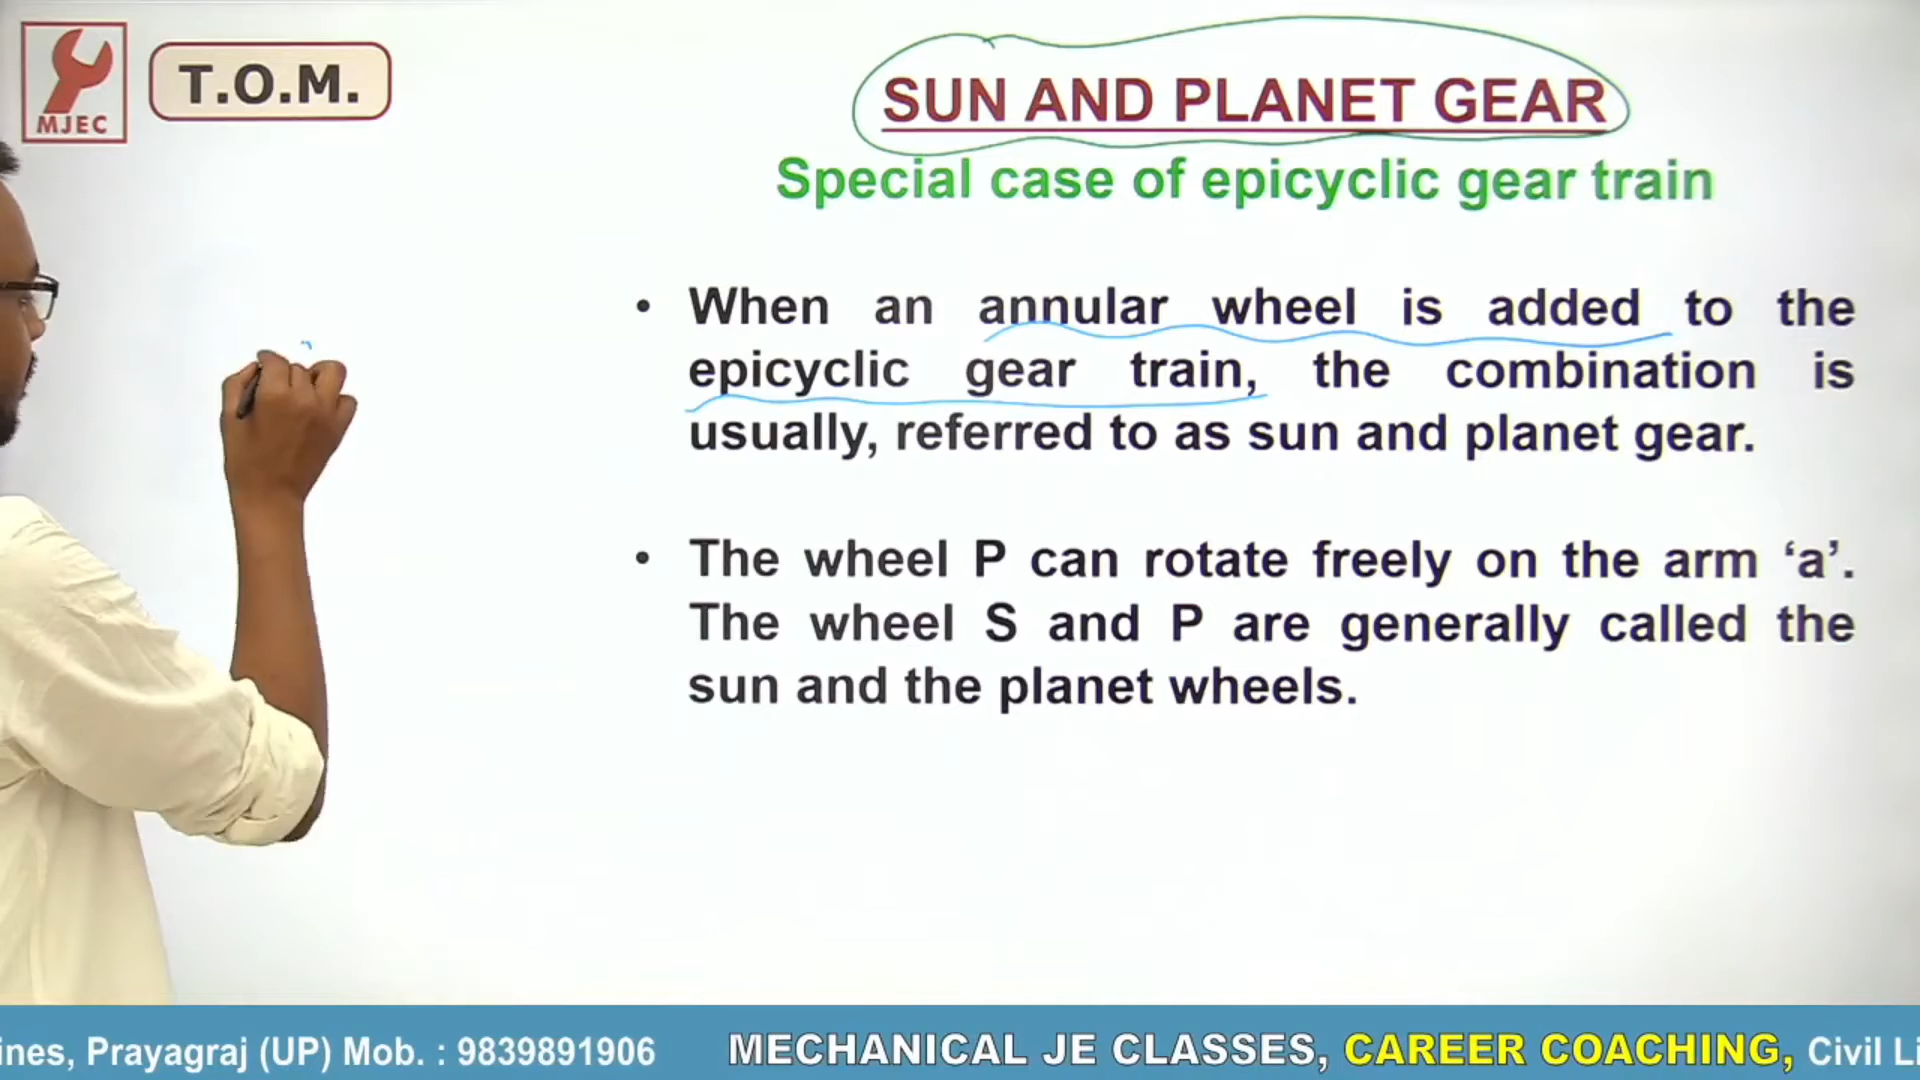 MJEC
T.O.M.
SUN AND PLANET GEAR
Special case of epicyclic gear train
• When an annular wheel is added to the
epicyclic gear train, the combination is
usually, referred to as sun and planet gear.
• The wheel P can rotate freely on the arm ‘a’.
The wheel S and P are generally called the
sun and the planet wheels.
ines, Prayagraj (UP) Mob. : 9839891906 MECHANICAL JE CLASSES, CAREER COACHING, Civil Li